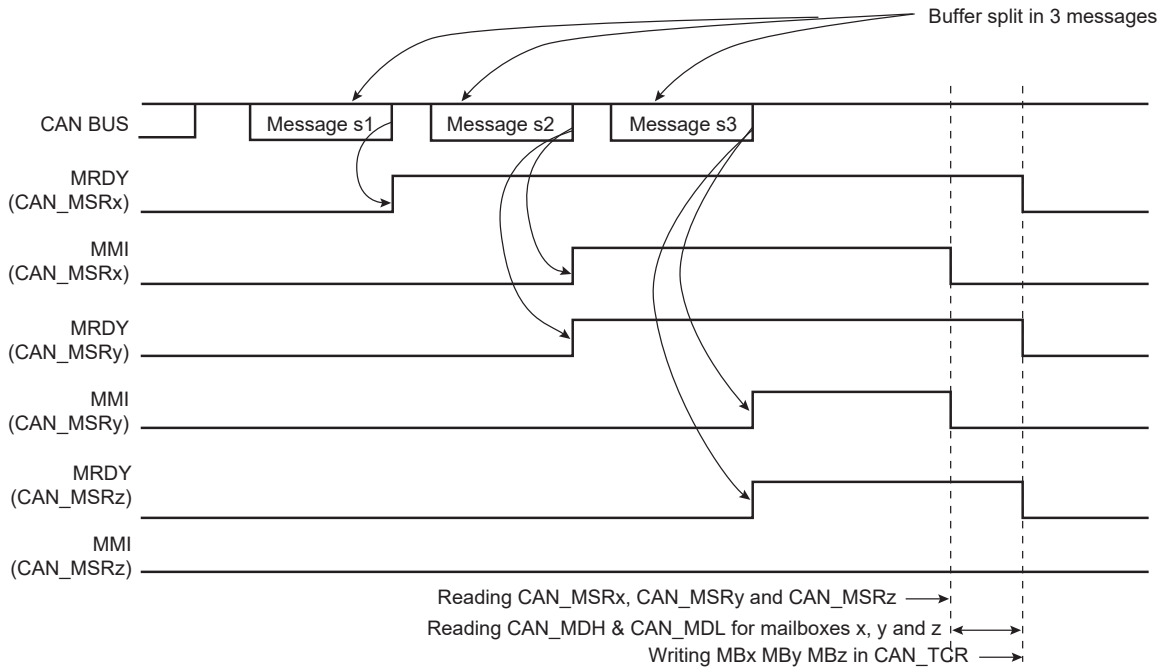 Buffer split in 3 messages
CAN BUS
Message s1
Message s2
Message s3
MRDY
(CAN_MSRx)
MMI
(CAN_MSRx)
MRDY
(CAN_MSRy)
MMI
(CAN_MSRy)
MRDY
(CAN_MSRz)
MMI
(CAN_MSRz)
Reading CAN_MSRx, CAN_MSRy and CAN_MSRz
Reading CAN_MDH & CAN_MDL for mailboxes x, y and z
Writing MBx MBy MBz in CAN_TCR